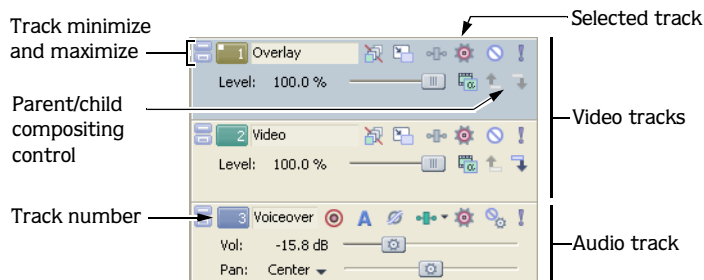 Track minimize
and maximize
Selected track
1 Overlay
Level: 100.0 %
Parent/child
compositing
control
Video tracks
2 Video
Level: 100.0 %
Track number
3 Voiceover A
Vol: -15.8 dB
Audio track
Pan: Center